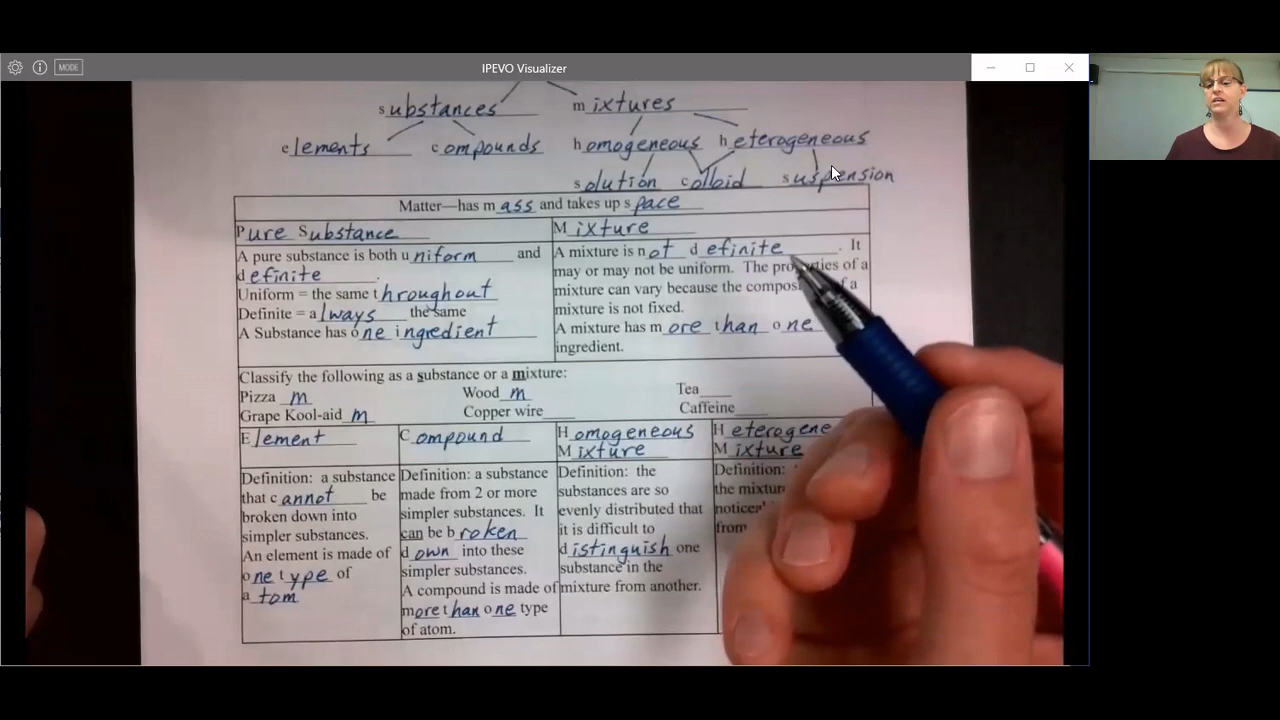 MODE
IPEVO Visualizer
substances mixtures
elements compounds homogeneous heterogeneous
solution colloid suspension
Matter—has mass and takes up space
Pure Substance
A pure substance is both uniform and
definite.
Uniform = the same throughout
Definite = always the same
A Substance has one ingredient
Mixture
A mixture is not definite. It
may or may not be uniform. The properties of a
mixture can vary because the of a
mixture is not fixed.
A mixture has more than one
ingredient.
Classify the following as a substance or a mixture:
Pizza m Wood m Tea
Grape Kool-aid m Copper wire Caffeine
Element
Definition: a substance
that cannot be
broken down into
simpler substances.
An element is made of
one type of
atom
Compound
Definition: a substance
made from 2 or more
simpler substances. It
can be broken
down into these
simpler substances.
A compound is made of
more than one type
of atom.
Homogeneous
Mixture
Definition: the
substances are so
evenly distributed that
it is difficult to
distinguish one
substance in the
mixture from another.
Mixture
Definition:
the
from